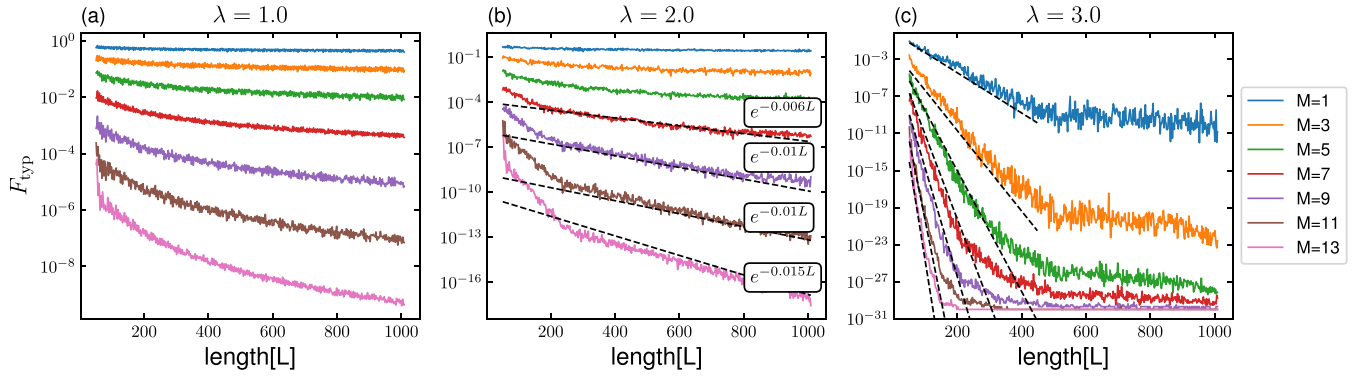 (a) λ = 1.0
(b) λ = 2.0
(c) λ = 3.0
F_typ
10^0
10^−2
10^−4
10^−6
10^−8
200 400 600 800 1000
length[L]
10^−1
10^−4
10^−7
10^−10
10^−13
10^−16
e^−0.006L
e^−0.01L
e^−0.01L
e^−0.015L
200 400 600 800 1000
length[L]
10^−3
10^−7
10^−11
10^−15
10^−19
10^−23
10^−27
10^−31
200 400 600 800 1000
length[L]
M=1
M=3
M=5
M=7
M=9
M=11
M=13